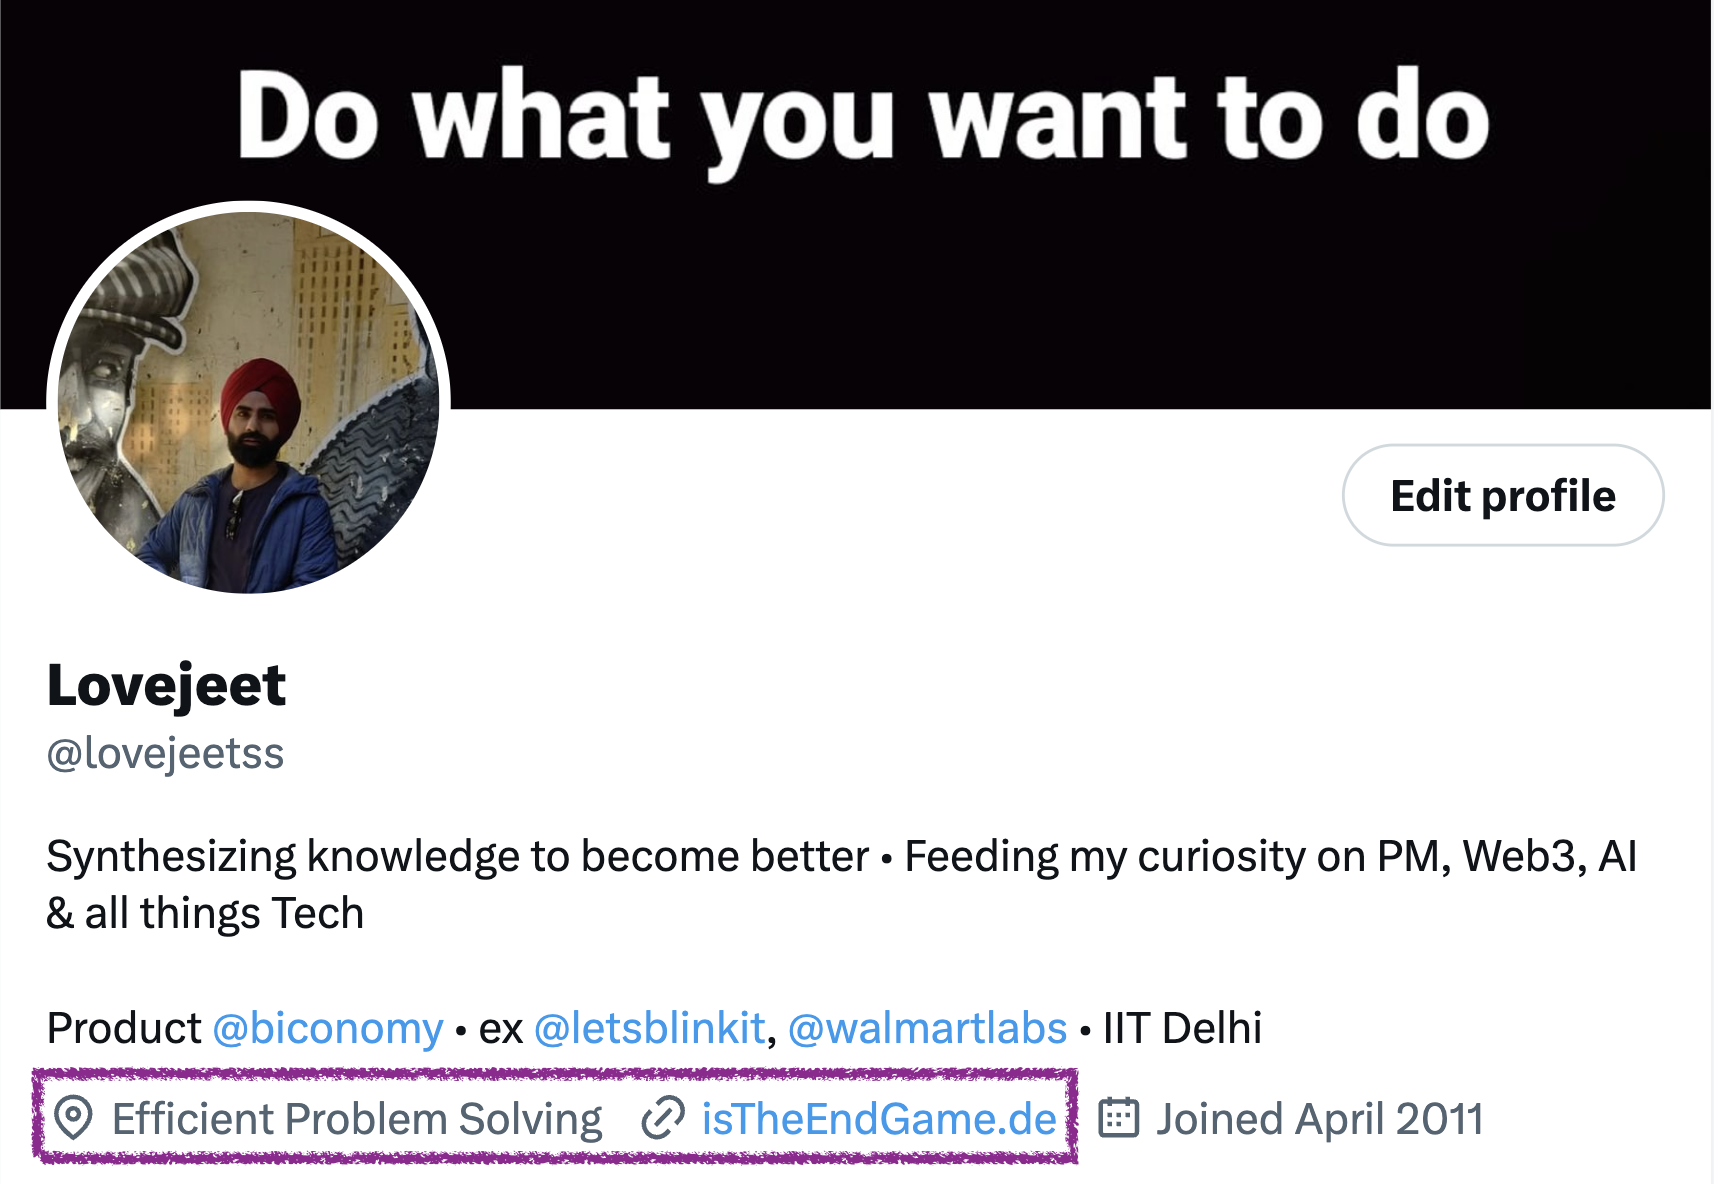 Do what you want to do
Edit profile
Lovejeet
@lovejeetss
Synthesizing knowledge to become better • Feeding my curiosity on PM, Web3, AI
& all things Tech
Product @biconomy • ex @letsblinkit, @walmartlabs • IIT Delhi
Efficient Problem Solving isTheEndGame.de Joined April 2011